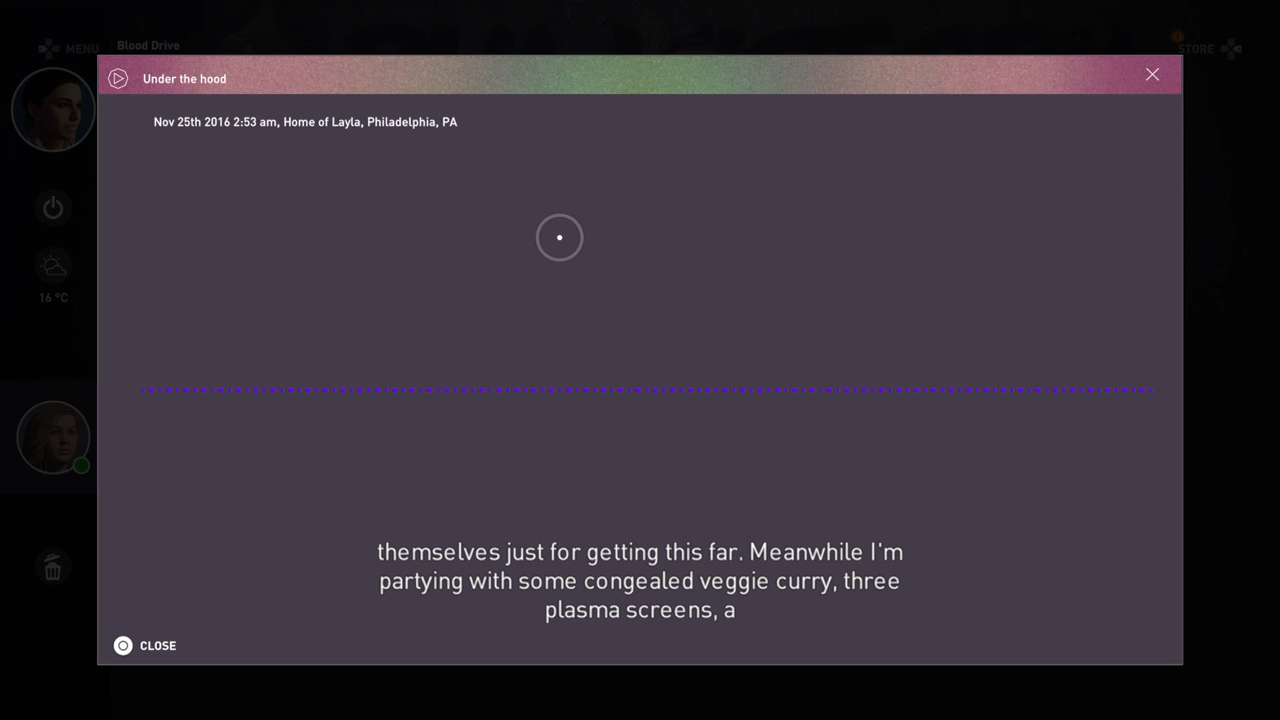 MENU
Blood Drive
STORE
Under the hood
Nov 25th 2016 2:53 am, Home of Layla, Philadelphia, PA
16 °C
themselves just for getting this far. Meanwhile I'm
partying with some congealed veggie curry, three
plasma screens, a
CLOSE